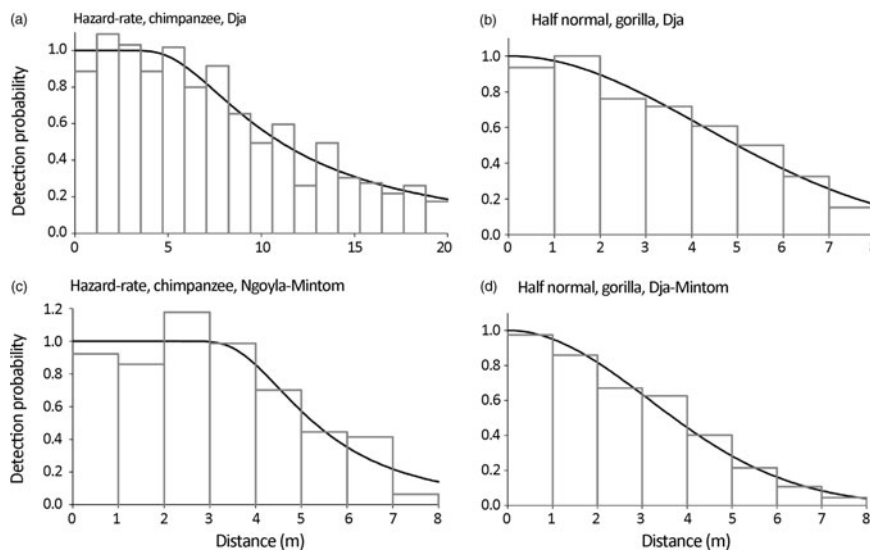 (a) Hazard-rate, chimpanzee, Dja
1.0
0.8
0.6
0.4
0.2
0.0
Detection probability
0 5 10 15 20
(b) Half normal, gorilla, Dja
1.0
0.8
0.6
0.4
0.2
0.0
0 1 2 3 4 5 6 7 8
(c) Hazard-rate, chimpanzee, Ngoyla-Mintom
1.2
1.0
0.8
0.6
0.4
0.2
0.0
Detection probability
0 1 2 3 4 5 6 7 8
Distance (m)
(d) Half normal, gorilla, Dja-Mintom
1.0
0.8
0.6
0.4
0.2
0.0
0 1 2 3 4 5 6 7 8
Distance (m)